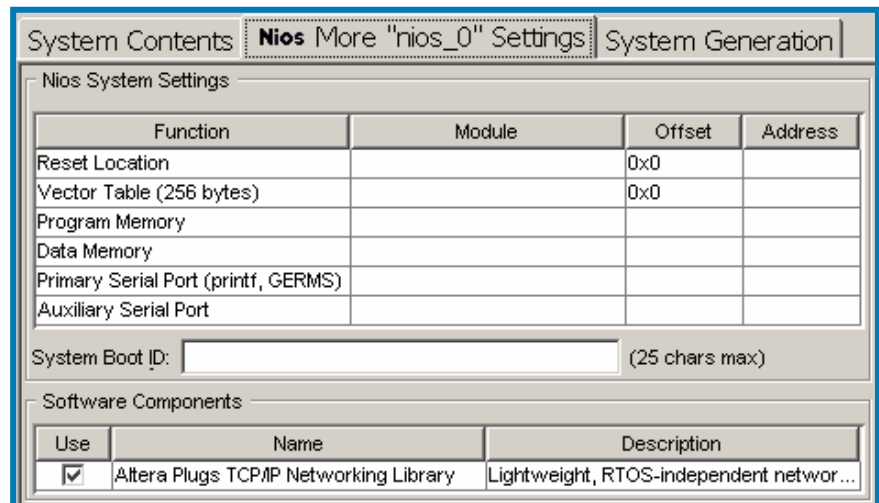 System Contents Nios More "nios_0" Settings System Generation
Nios System Settings
Function Module Offset Address
Reset Location 0x0
Vector Table (256 bytes) 0x0
Program Memory
Data Memory
Primary Serial Port (printf, GERMS)
Auxiliary Serial Port
System Boot ID: (25 chars max)
Software Components
Use Name Description
Altera Plugs TCP/IP Networking Library Lightweight, RTOS-independent networ...